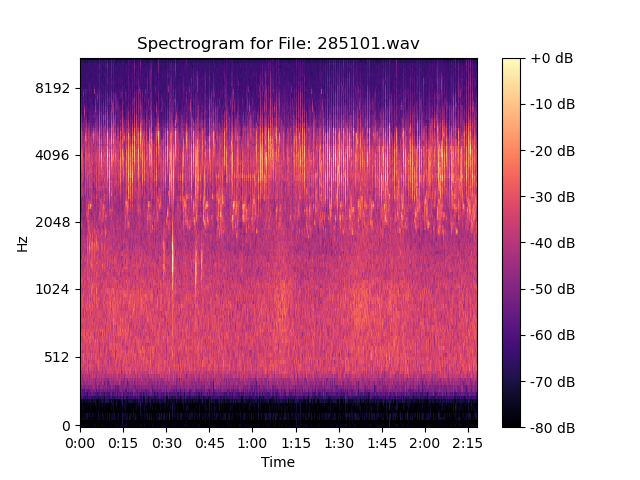 Spectrogram for File: 285101.wav
Hz
8192
4096
2048
1024
512
0
0:00 0:15 0:30 0:45 1:00 1:15 1:30 1:45 2:00 2:15
Time
+0 dB
-10 dB
-20 dB
-30 dB
-40 dB
-50 dB
-60 dB
-70 dB
-80 dB